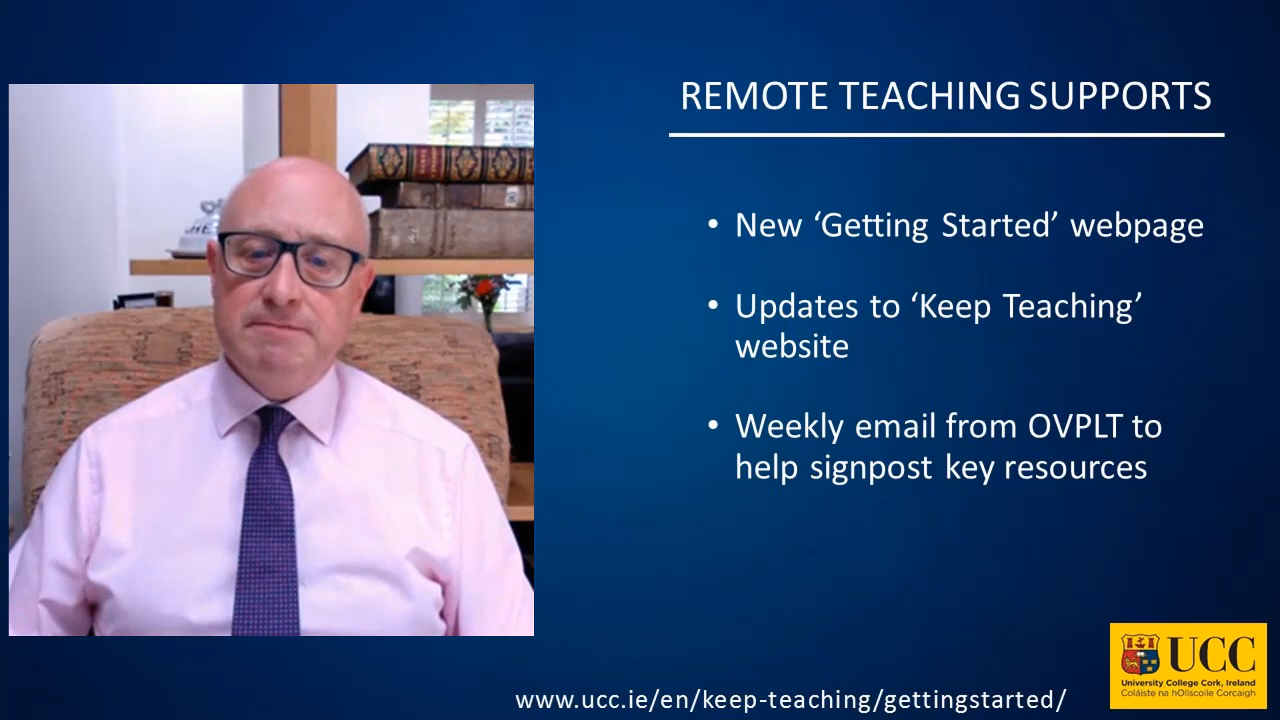 REMOTE TEACHING SUPPORTS
• New ‘Getting Started’ webpage
• Updates to ‘Keep Teaching’
website
• Weekly email from OVPLT to
help signpost key resources
UCC
University College Cork, Ireland
Coláiste na hOllscoile Corcaigh
www.ucc.ie/en/keep-teaching/gettingstarted/